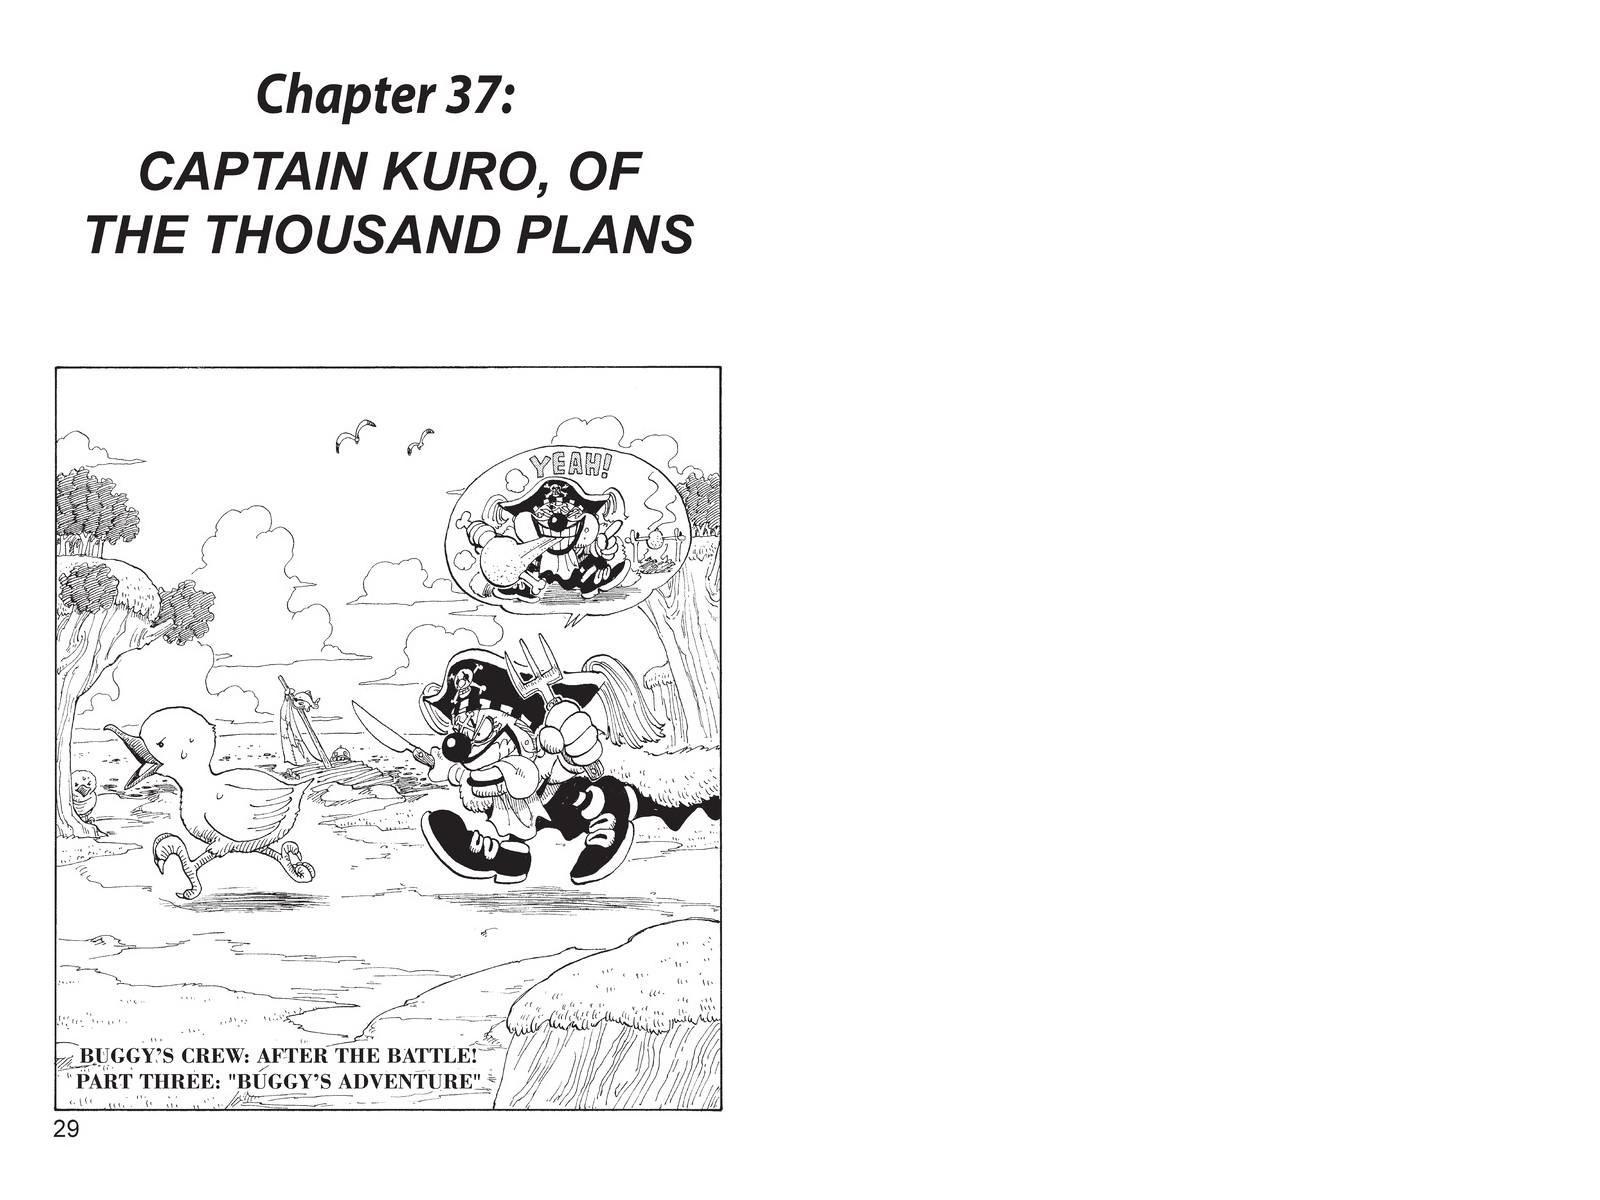 Chapter 37:
CAPTAIN KURO, OF
THE THOUSAND PLANS
YEAH!
BUGGY'S CREW: AFTER THE BATTLE!
PART THREE: "BUGGY'S ADVENTURE"
29